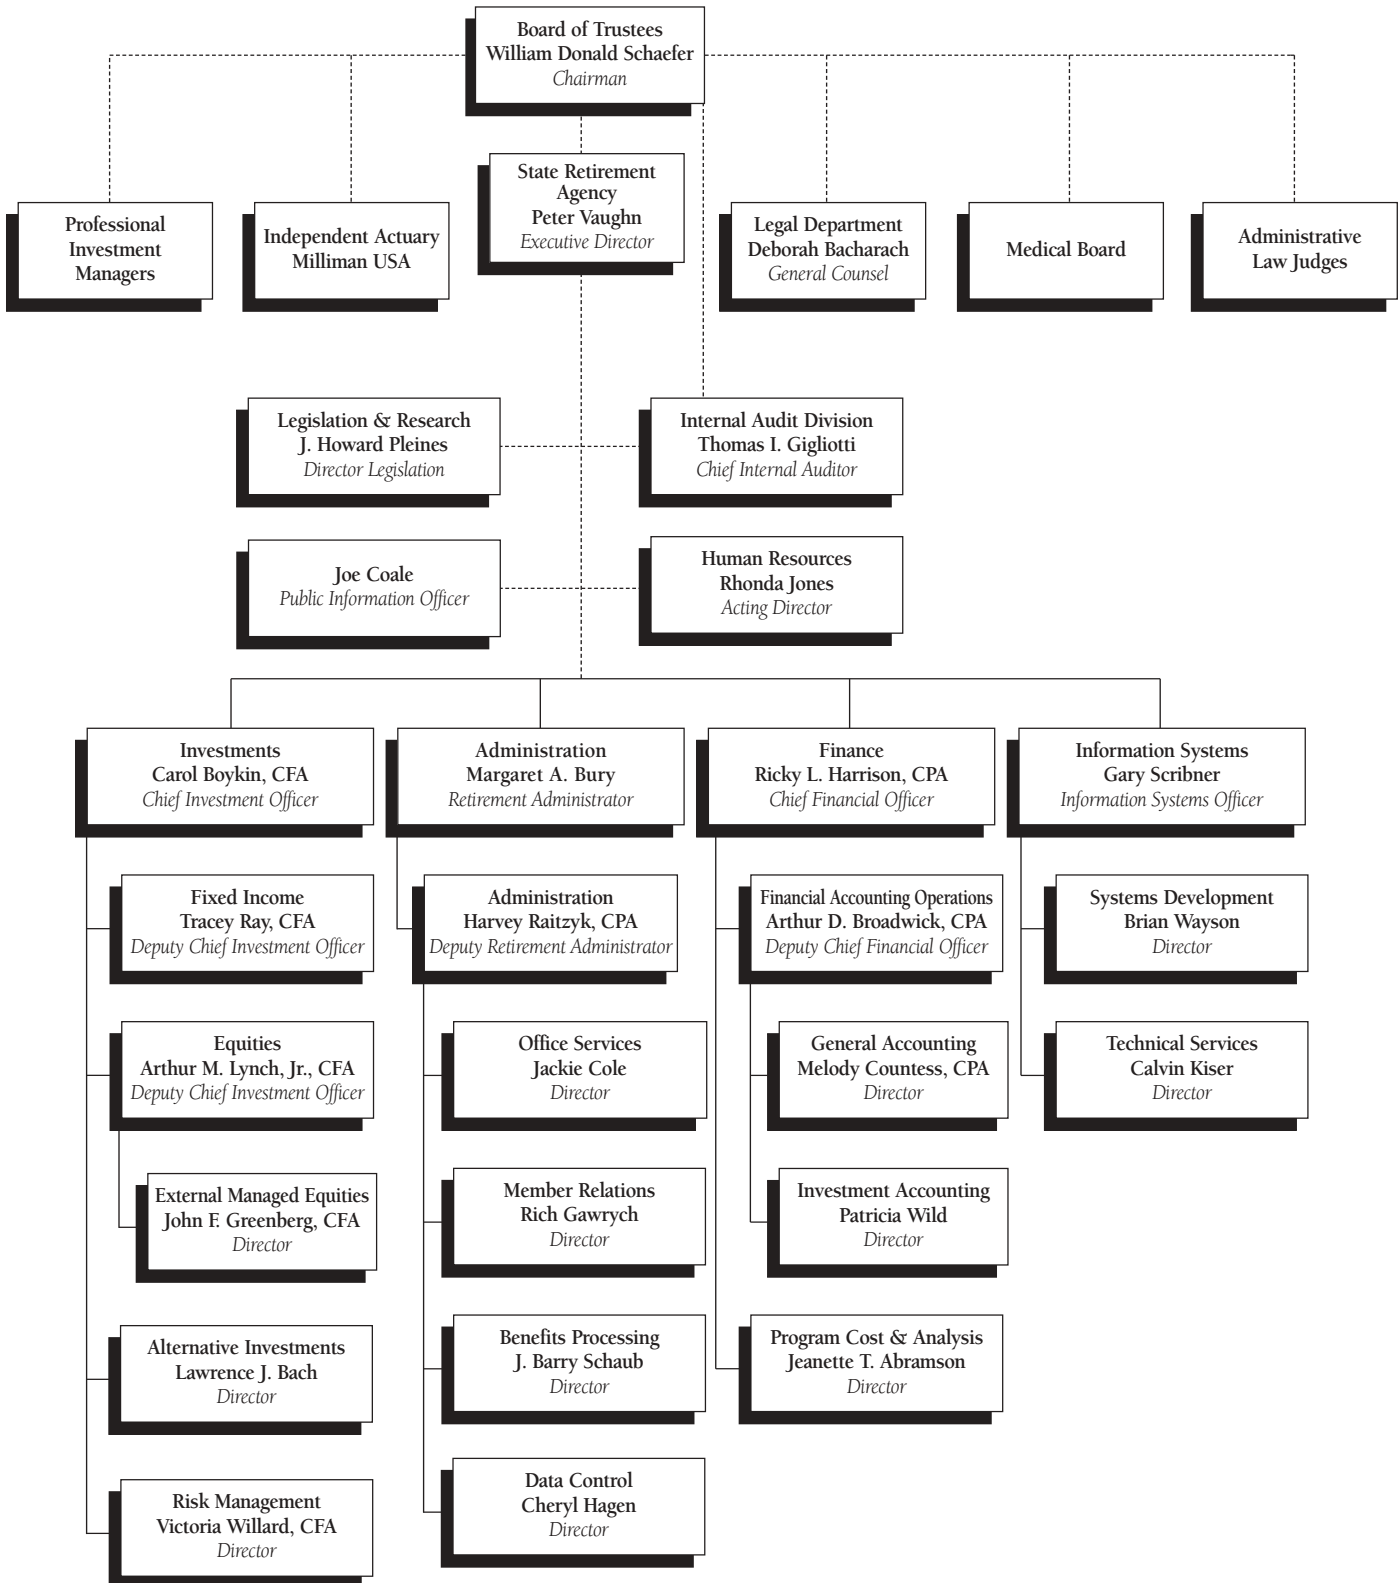 Board of Trustees
William Donald Schaefer
Chairman
State Retirement
Agency
Peter Vaughn
Executive Director
Professional
Investment
Managers
Independent Actuary
Milliman USA
Legal Department
Deborah Bacharach
General Counsel
Medical Board
Administrative
Law Judges
Legislation & Research
J. Howard Pleines
Director Legislation
Internal Audit Division
Thomas I. Gigliotti
Chief Internal Auditor
Joe Coale
Public Information Officer
Human Resources
Rhonda Jones
Acting Director
Investments
Carol Boykin, CFA
Chief Investment Officer
Administration
Margaret A. Bury
Retirement Administrator
Finance
Ricky L. Harrison, CPA
Chief Financial Officer
Information Systems
Gary Scribner
Information Systems Officer
Fixed Income
Tracey Ray, CFA
Deputy Chief Investment Officer
Administration
Harvey Raitzyk, CPA
Deputy Retirement Administrator
Financial Accounting Operations
Arthur D. Broadwick, CPA
Deputy Chief Financial Officer
Systems Development
Brian Wayson
Director
Equities
Arthur M. Lynch, Jr., CFA
Deputy Chief Investment Officer
Office Services
Jackie Cole
Director
General Accounting
Melody Countess, CPA
Director
Technical Services
Calvin Kiser
Director
External Managed Equities
John F. Greenberg, CFA
Director
Member Relations
Rich Gawrych
Director
Investment Accounting
Patricia Wild
Director
Alternative Investments
Lawrence J. Bach
Director
Benefits Processing
J. Barry Schaub
Director
Program Cost & Analysis
Jeanette T. Abramson
Director
Risk Management
Victoria Willard, CFA
Director
Data Control
Cheryl Hagen
Director